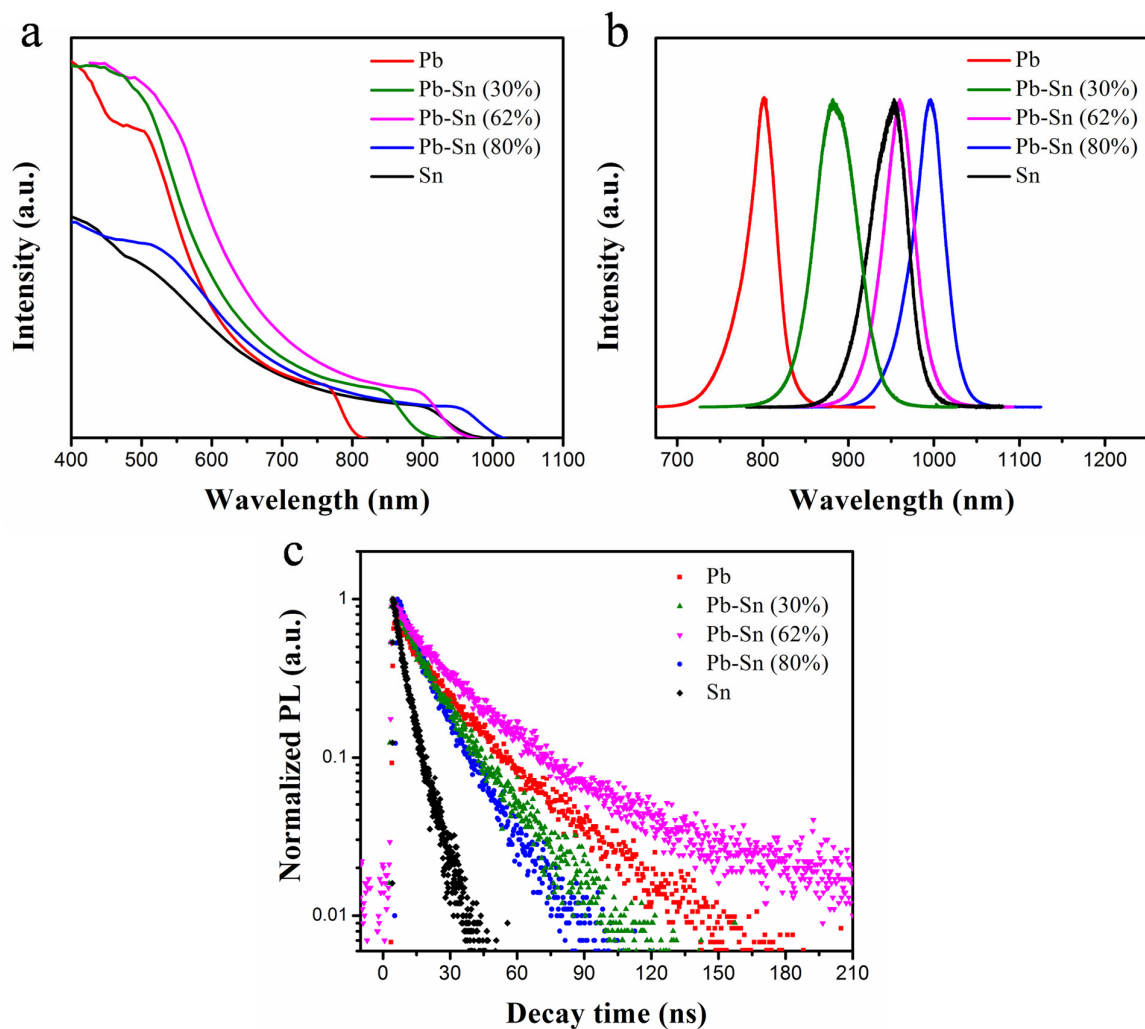 a
Pb
Pb-Sn (30%)
Pb-Sn (62%)
Pb-Sn (80%)
Sn
Intensity (a.u.)
400 500 600 700 800 900 1000 1100
Wavelength (nm)
b
Pb
Pb-Sn (30%)
Pb-Sn (62%)
Pb-Sn (80%)
Sn
Intensity (a.u.)
700 800 900 1000 1100 1200
Wavelength (nm)
c
Pb
Pb-Sn (30%)
Pb-Sn (62%)
Pb-Sn (80%)
Sn
Normalized PL (a.u.)
1
0.1
0.01
0 30 60 90 120 150 180 210
Decay time (ns)